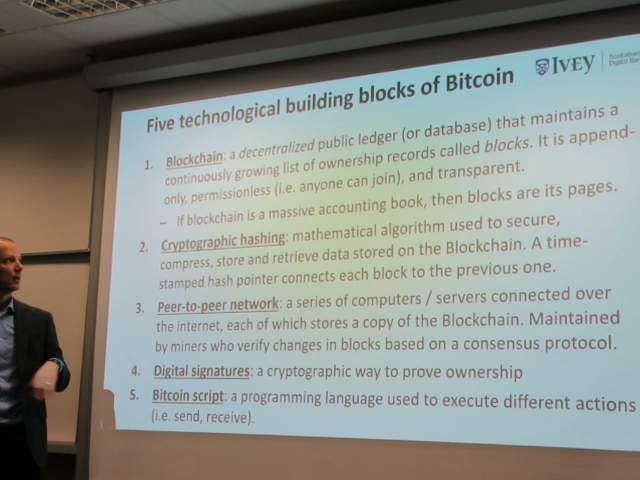 Five technological building blocks of Bitcoin
IVEY
Digital Ban
1. Blockchain: a decentralized public ledger (or database) that maintains a
continuously growing list of ownership records called blocks. It is append-
only, permissionless (i.e. anyone can join), and transparent.
– If blockchain is a massive accounting book, then blocks are its pages.
2. Cryptographic hashing: mathematical algorithm used to secure,
compress, store and retrieve data stored on the Blockchain. A time-
stamped hash pointer connects each block to the previous one.
3. Peer-to-peer network: a series of computers / servers connected over
the internet, each of which stores a copy of the Blockchain. Maintained
by miners who verify changes in blocks based on a consensus protocol.
4. Digital signatures: a cryptographic way to prove ownership
5. Bitcoin script: a programming language used to execute different actions
(i.e. send, receive).